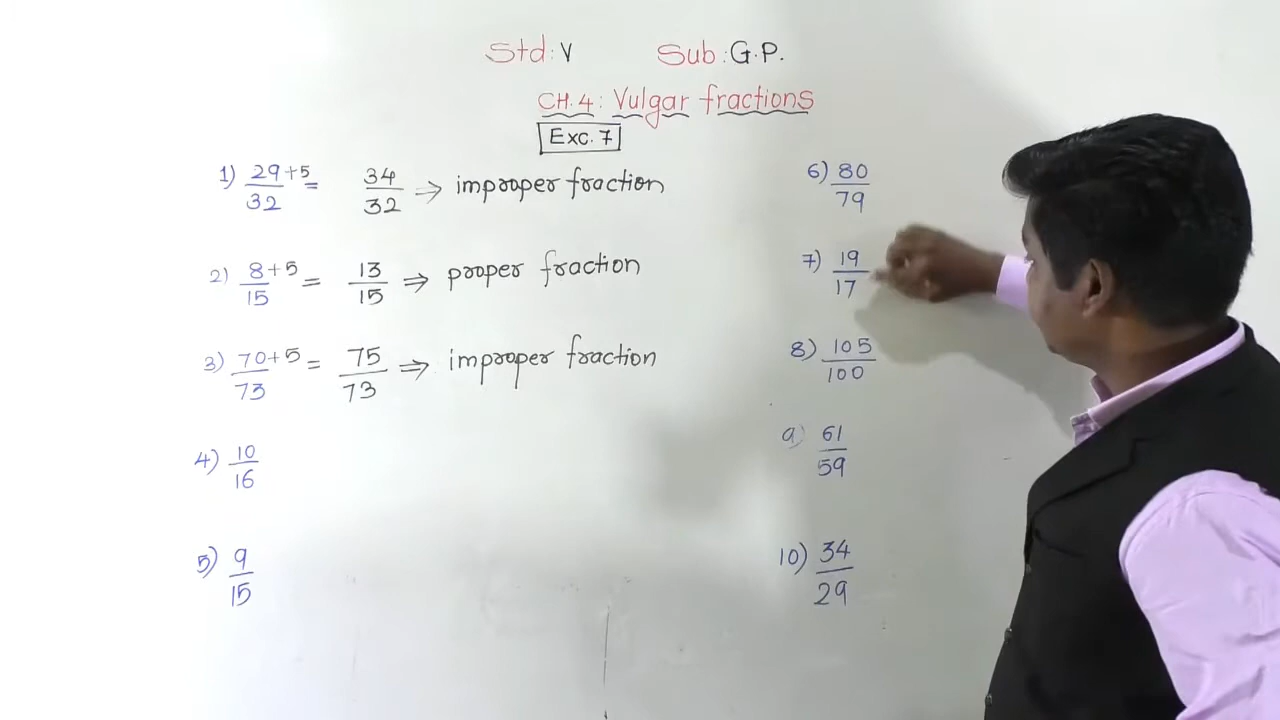 Std: V Sub: G.P.
CH.4: Vulgar fractions
Exc. 7
1) 29+5/32 = 34/32 ⇒ improper fraction
2) 8+5/15 = 13/15 ⇒ proper fraction
3) 70+5/73 = 75/73 ⇒ improper fraction
4) 10/16
5) 9/15
6) 80/79
7) 19/17
8) 105/100
9) 61/59
10) 34/29